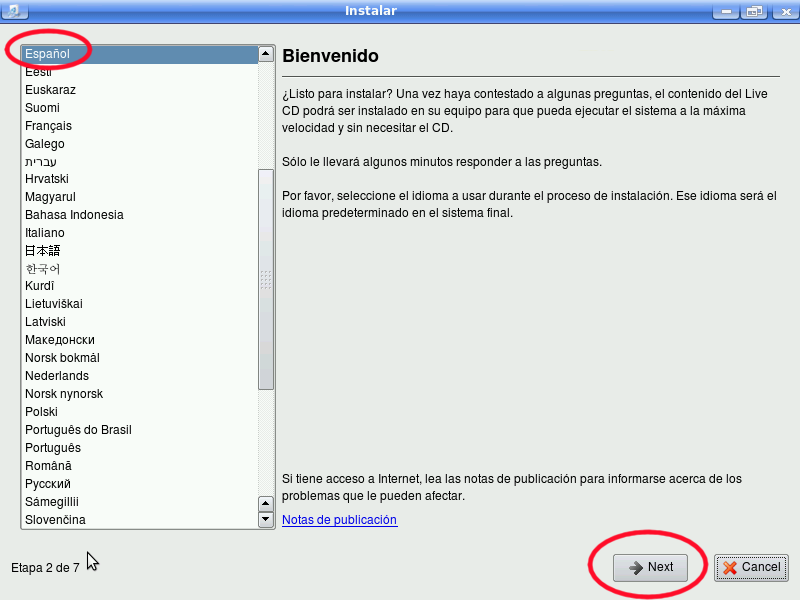 Instalar
Español
Eesti
Euskaraz
Suomi
Français
Galego
עברית
Hrvatski
Magyarul
Bahasa Indonesia
Italiano
日本語
한국어
Kurdî
Lietuviškai
Latviski
Македонски
Norsk bokmål
Nederlands
Norsk nynorsk
Polski
Português do Brasil
Português
Română
Русский
Sámegillii
Slovenčina
Bienvenido
¿Listo para instalar? Una vez haya contestado a algunas preguntas, el contenido del Live
CD podrá ser instalado en su equipo para que pueda ejecutar el sistema a la máxima
velocidad y sin necesitar el CD.
Sólo le llevará algunos minutos responder a las preguntas.
Por favor, seleccione el idioma a usar durante el proceso de instalación. Ese idioma será el
idioma predeterminado en el sistema final.
Si tiene acceso a Internet, lea las notas de publicación para informarse acerca de los
problemas que le pueden afectar.
Notas de publicación
Etapa 2 de 7
Next
Cancel